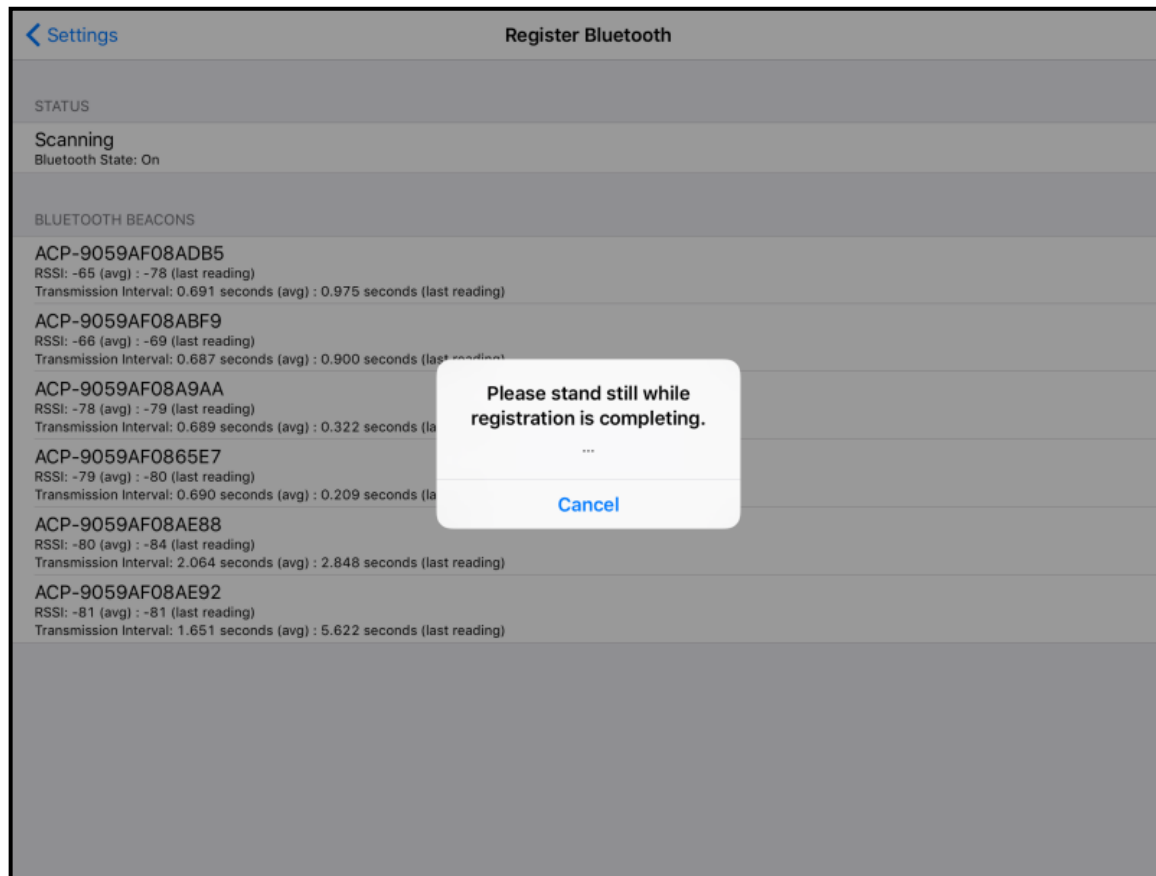 Settings
Register Bluetooth
STATUS
Scanning
Bluetooth State: On
BLUETOOTH BEACONS
ACP-9059AF08ADB5
RSSI: -65 (avg) : -78 (last reading)
Transmission Interval: 0.691 seconds (avg) : 0.975 seconds (last reading)
ACP-9059AF08ABF9
RSSI: -66 (avg) : -69 (last reading)
Transmission Interval: 0.687 seconds (avg) : 0.900 seconds (last reading)
ACP-9059AF08A9AA
RSSI: -78 (avg) : -79 (last reading)
Transmission Interval: 0.689 seconds (avg) : 0.322 seconds (la
ACP-9059AF0865E7
RSSI: -79 (avg) : -80 (last reading)
Transmission Interval: 0.690 seconds (avg) : 0.209 seconds (la
ACP-9059AF08AE88
RSSI: -80 (avg) : -84 (last reading)
Transmission Interval: 2.064 seconds (avg) : 2.848 seconds (last reading)
ACP-9059AF08AE92
RSSI: -81 (avg) : -81 (last reading)
Transmission Interval: 1.651 seconds (avg) : 5.622 seconds (last reading)
Please stand still while
registration is completing.
...
Cancel